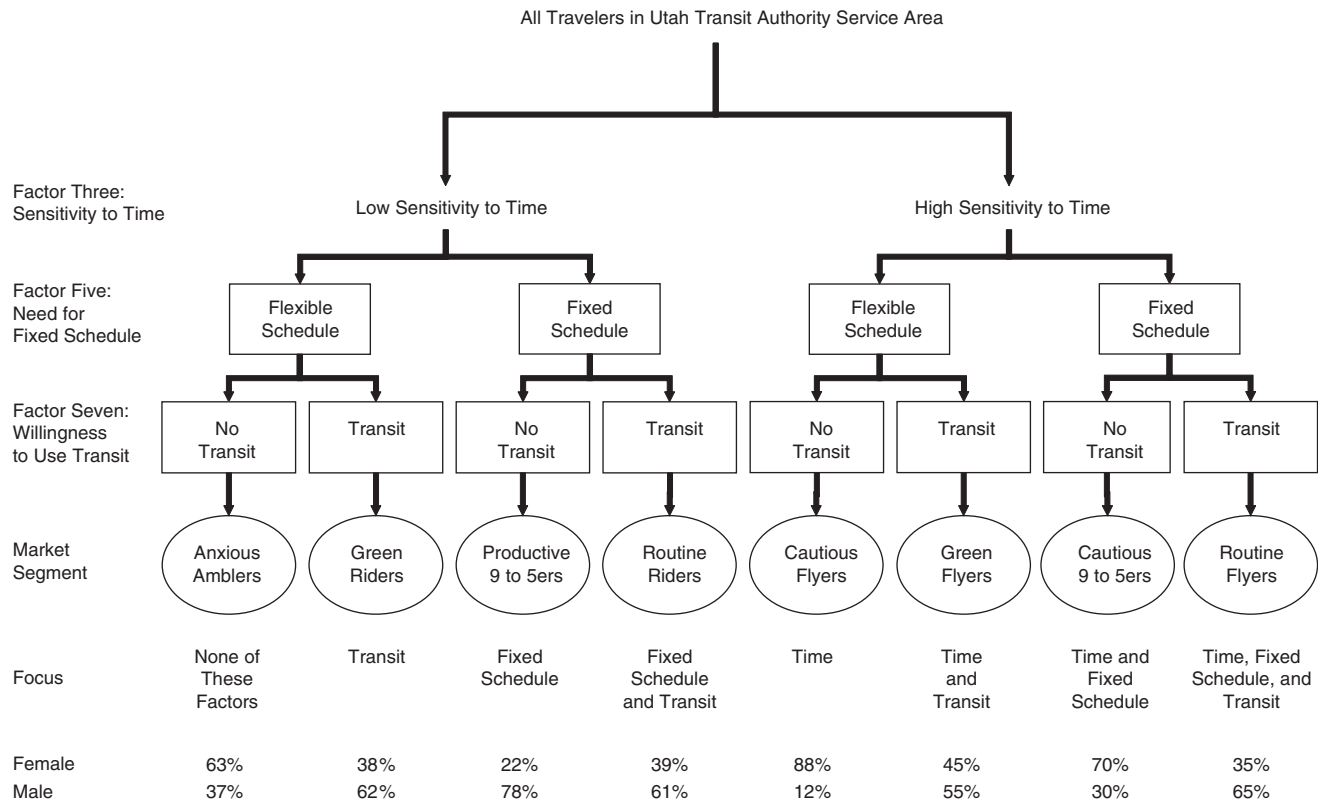 All Travelers in Utah Transit Authority Service Area
Factor Three:
Sensitivity to Time
Low Sensitivity to Time
High Sensitivity to Time
Factor Five:
Need for
Fixed Schedule
Flexible
Schedule
Fixed
Schedule
Flexible
Schedule
Fixed
Schedule
Factor Seven:
Willingness
to Use Transit
No
Transit
Transit
No
Transit
Transit
No
Transit
Transit
No
Transit
Transit
Market
Segment
Anxious
Amblers
Green
Riders
Productive
9 to 5ers
Routine
Riders
Cautious
Flyers
Green
Flyers
Cautious
9 to 5ers
Routine
Flyers
Focus
None of
These
Factors
Transit
Fixed
Schedule
Fixed
Schedule
and Transit
Time
Time
and
Transit
Time and
Fixed
Schedule
Time, Fixed
Schedule, and
Transit
Female 63% 38% 22% 39% 88% 45% 70% 35%
Male 37% 62% 78% 61% 12% 55% 30% 65%